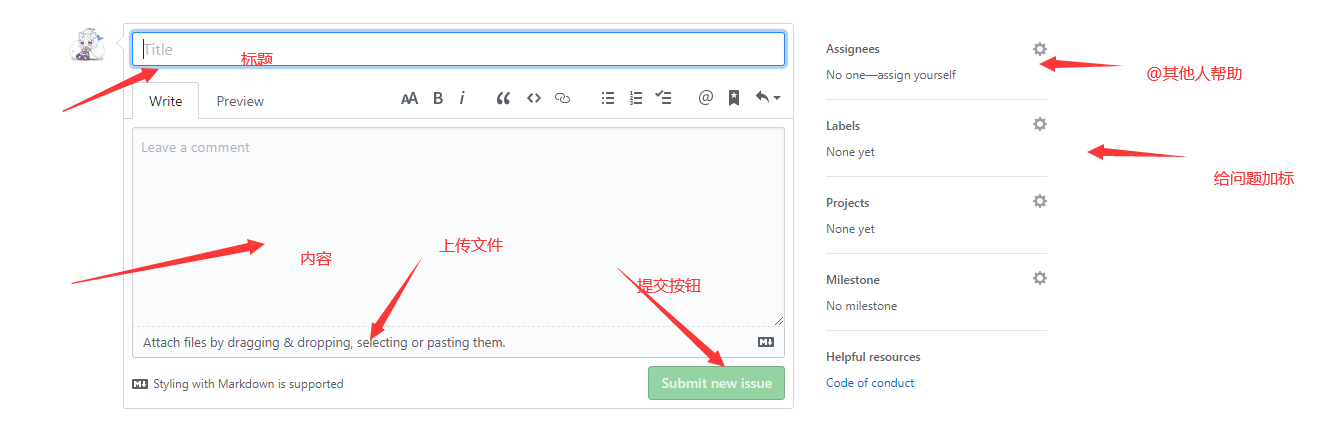 Title
标题
Write
Preview
AA B i
@
Leave a comment
内容
上传文件
提交按钮
Attach files by dragging & dropping, selecting or pasting them.
Styling with Markdown is supported
Submit new issue
Assignees
No one—assign yourself
@其他人帮助
Labels
None yet
给问题加标
Projects
None yet
Milestone
No milestone
Helpful resources
Code of conduct